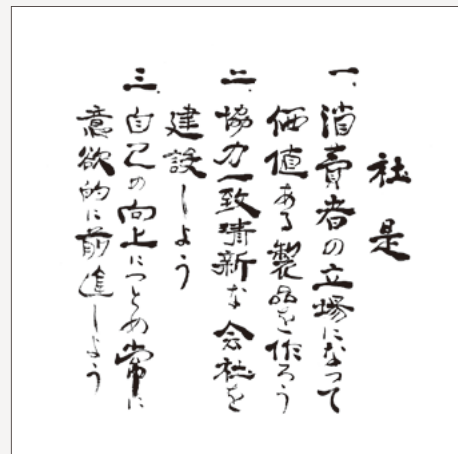 社是
一、消費者の立場になって
価値ある製品を作ろう
二、協力一致清新な会社を
建設しよう
三、自己の向上につとめ常に
意欲的に前進しよう